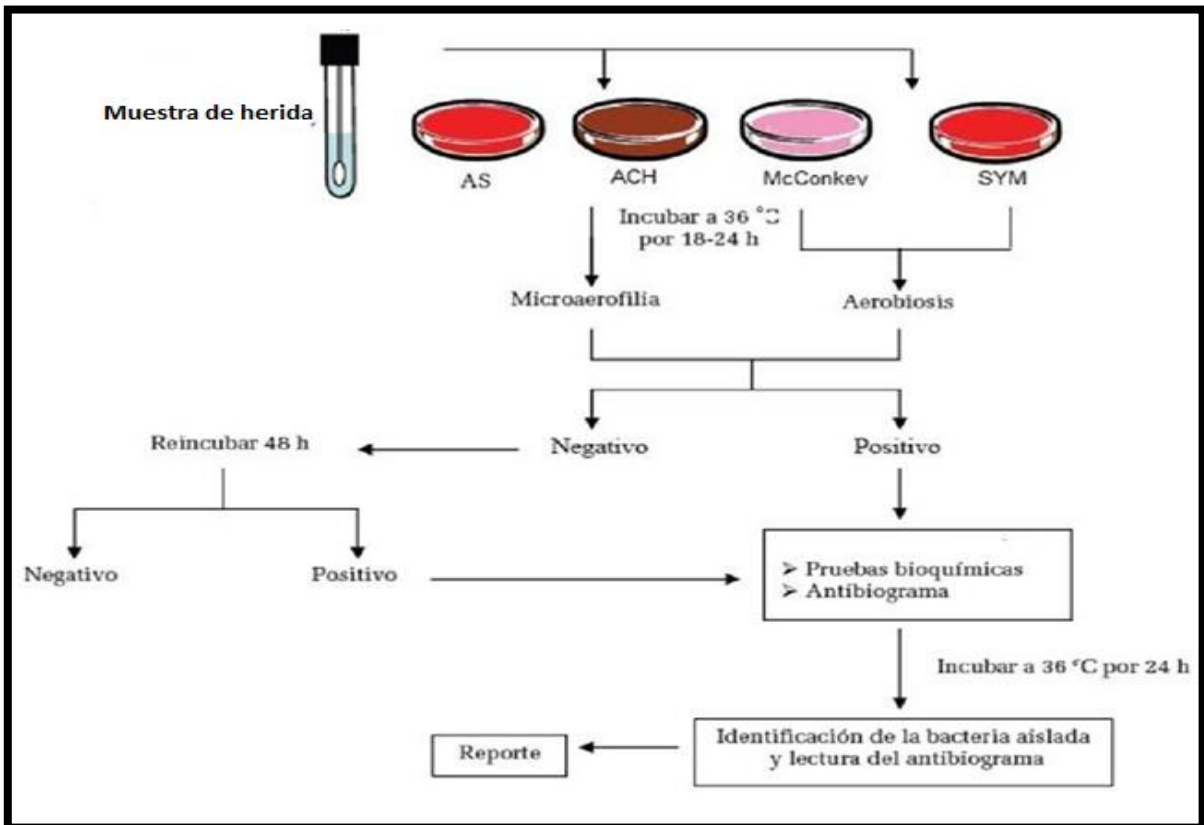 Muestra de herida
AS
ACH
McConkev
SYM
Incubar a 36 °C
por 18-24 h
Microaerofilia
Aerobiosis
Reincubar 48 h
Negativo
Positivo
Negativo
Positivo
➢ Pruebas bioquímicas
➢ Antibiograma
Incubar a 36 °C por 24 h
Identificación de la bacteria aislada
y lectura del antibiograma
Reporte